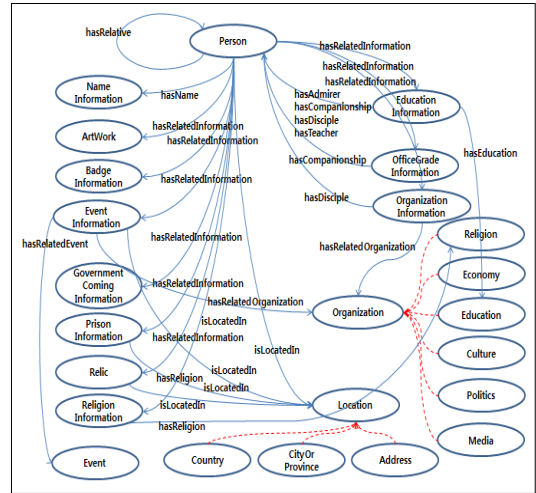 hasRelative
Person
hasRelatedInformation
hasRelatedInformation
hasRelatedInformation
Name
Information
hasName
hasAdmirer
hasCompanionship
hasDisciple
hasTeacher
Education
Information
ArtWork
hasRelatedInformation
hasRelatedInformation
hasEducation
Badge
Information
hasRelatedInformation
hasCompanionship
OfficeGrade
Information
Event
Information
hasDisciple
Organization
Information
hasRelatedEvent
hasRelatedInformation
hasRelatedOrganization
Religion
Government
Coming
Information
hasRelatedInformation
Economy
hasRelatedOrganization
Organization
Education
Prison
Information
isLocatedIn
hasRelatedInformation
isLocatedIn
Culture
Relic
hasReligion
isLocatedIn
isLocatedIn
Politics
Religion
Information
isLocatedIn
hasReligion
Location
Media
Event
Country
CityOr
Province
Address